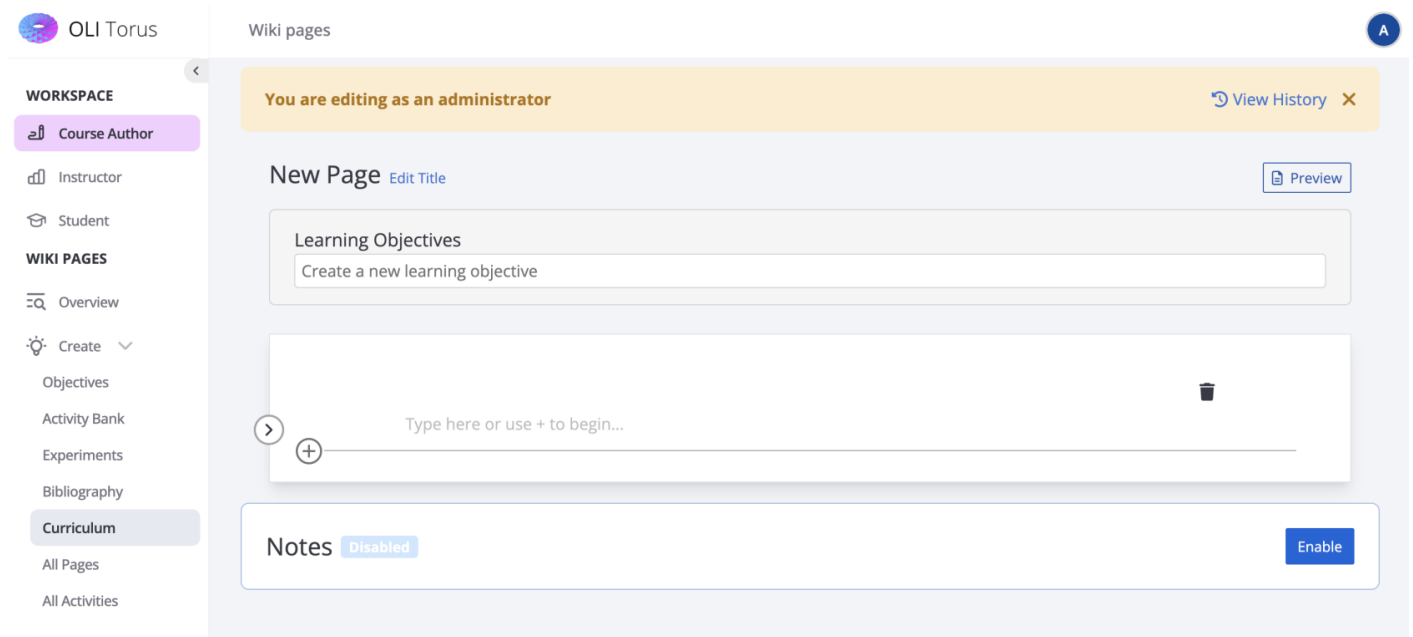 OLI Torus
Wiki pages
A
WORKSPACE
Course Author
Instructor
Student
WIKI PAGES
Overview
Create
Objectives
Activity Bank
Experiments
Bibliography
Curriculum
All Pages
All Activities
You are editing as an administrator
View History
New Page Edit Title
Preview
Learning Objectives
Create a new learning objective
Type here or use + to begin...
Notes Disabled
Enable